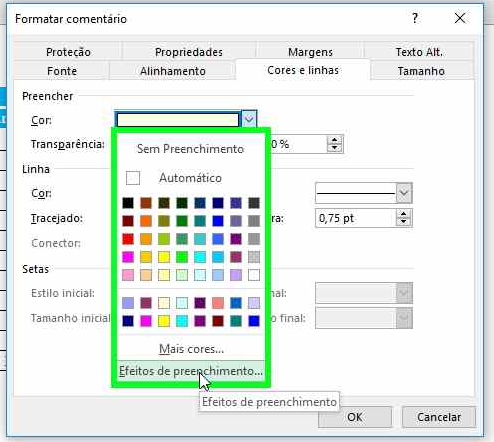 Formatar comentário
? ×
Proteção Propriedades Margens Texto Alt.
Fonte Alinhamento Cores e linhas Tamanho
Preencher
Cor:
Transparência: 0 %
Sem Preenchimento
Automático
Linha
Cor:
Tracejado: ra: 0,75 pt
Conector:
Setas
Estilo inicial: nal:
Tamanho inicia o final:
Mais cores...
Efeitos de preenchimento...
Efeitos de preenchimento
OK Cancelar